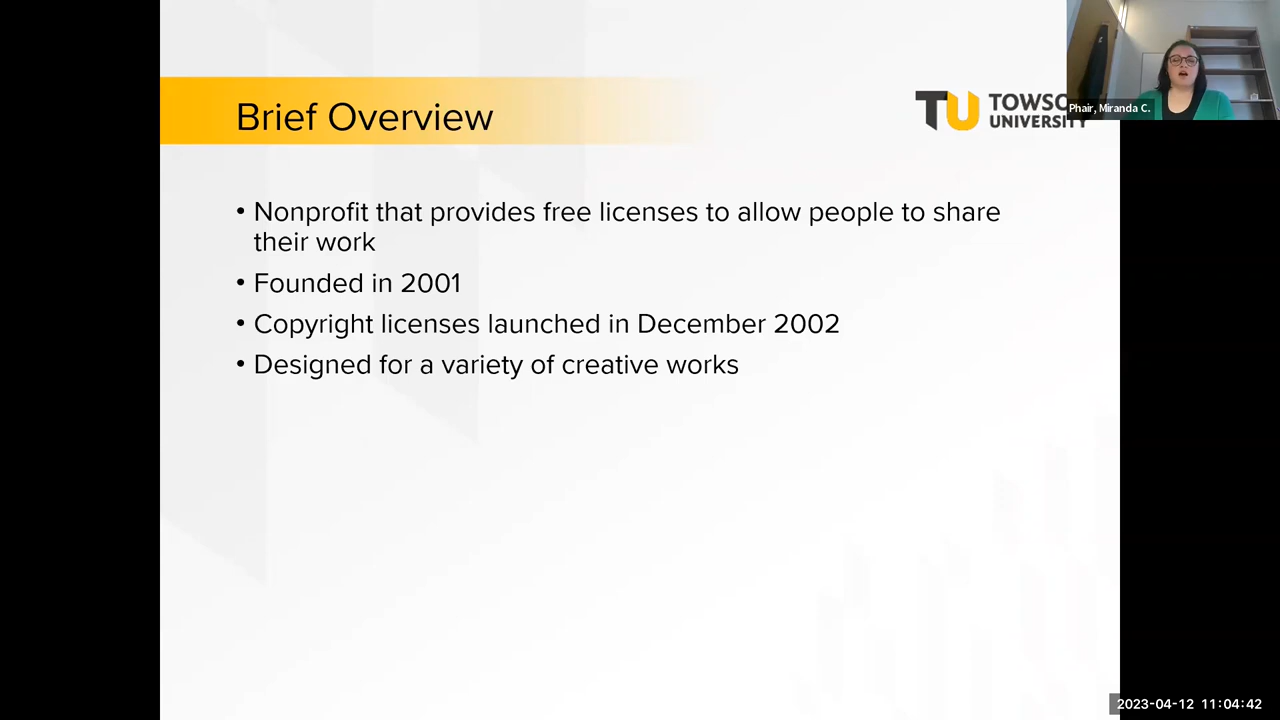 Brief Overview
TU
UNIVERSITY
Phair, Miranda C.
• Nonprofit that provides free licenses to allow people to share
their work
• Founded in 2001
• Copyright licenses launched in December 2002
• Designed for a variety of creative works
2023-04-12 11:04:42